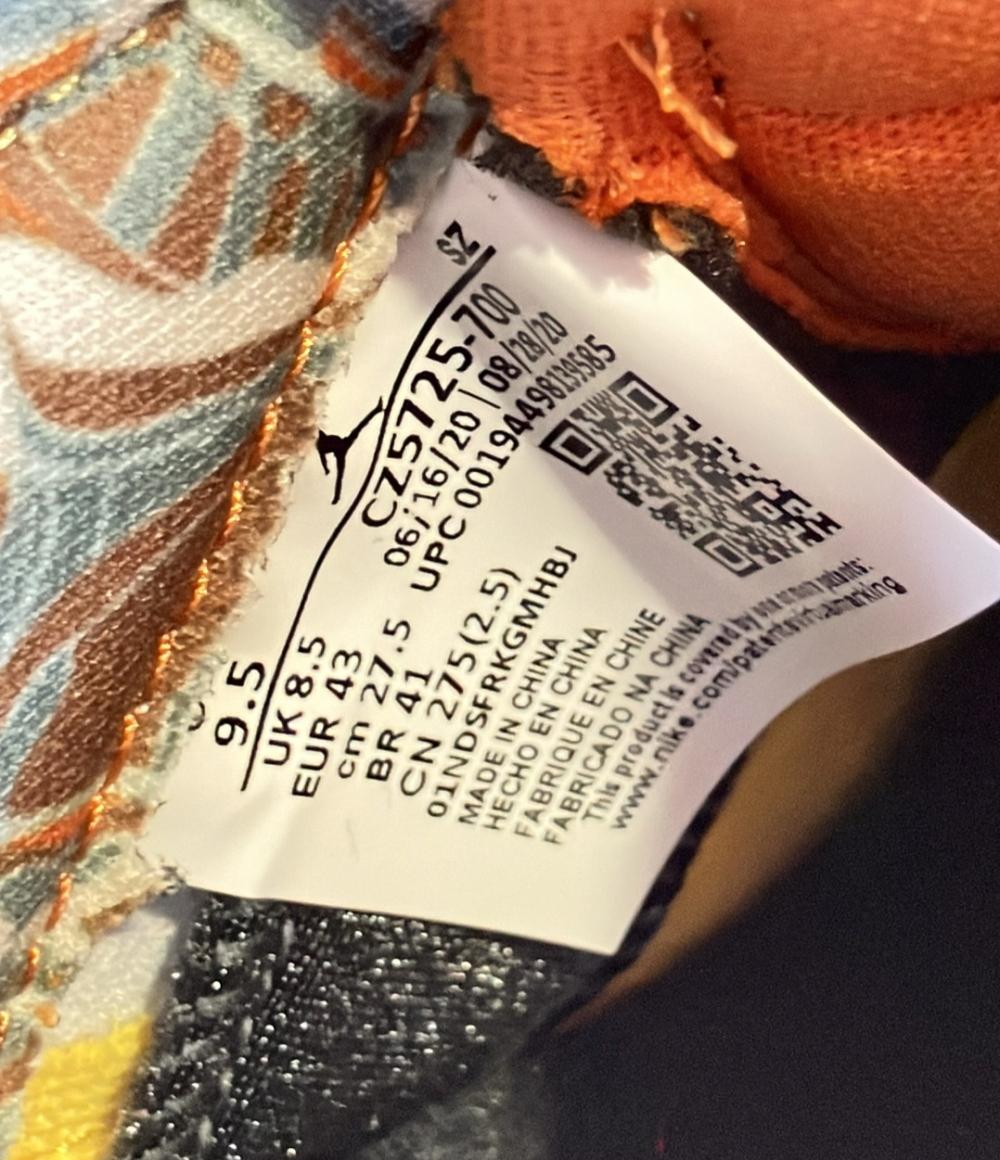 SZ
9.5
UK 8.5
EUR 43
cm 27.5
BR 41
CN 275(2.5)
CZ5725-700
06/16/20 | 08/28/20
UPC 00194498139585
01NDSFRKGMHBJ
MADE IN CHINA
HECHO EN CHINA
FABRIQUE EN CHINE
FABRICADO NA CHINA
This product is covered by one or more patents:
www.nike.com/patentsvirtualmarking